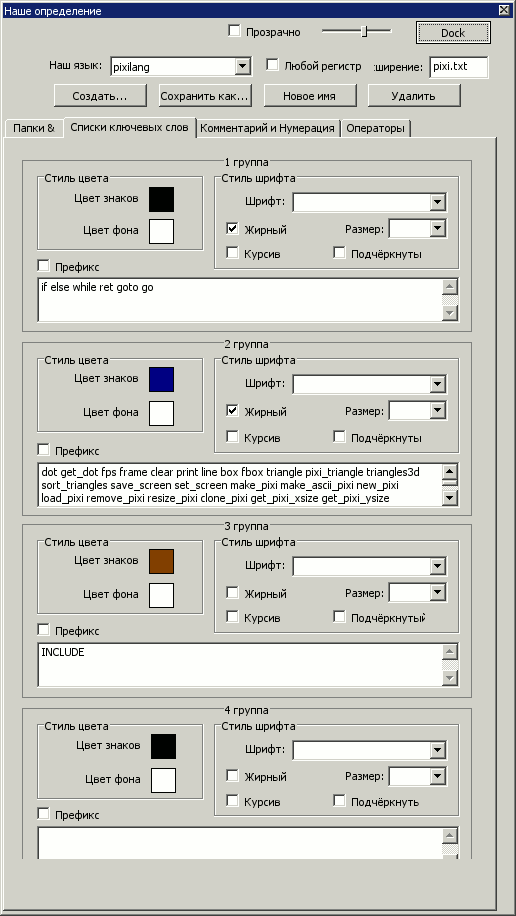 Наше определение
Прозрачно
Dock
Наш язык:
pixilang
Любой регистр
ширение:
pixi.txt
Создать...
Сохранить как...
Новое имя
Удалить
Папки &
Списки ключевых слов
Комментарий и Нумерация
Операторы
1 группа
Стиль цвета
Стиль шрифта
Цвет знаков
Шрифт:
Цвет фона
Жирный
Размер:
Курсив
Подчёркнуты
Префикс
if else while ret goto go
2 группа
Стиль цвета
Стиль шрифта
Цвет знаков
Шрифт:
Цвет фона
Жирный
Размер:
Курсив
Подчёркнуты
Префикс
dot get_dot fps frame clear print line box fbox triangle pixi_triangle triangles3d
sort_triangles save_screen set_screen make_pixi make_ascii_pixi new_pixi
load_pixi remove_pixi resize_pixi clone_pixi get_pixi_xsize get_pixi_ysize
3 группа
Стиль цвета
Стиль шрифта
Цвет знаков
Шрифт:
Цвет фона
Жирный
Размер:
Курсив
Подчёркнутый
Префикс
INCLUDE
4 группа
Стиль цвета
Стиль шрифта
Цвет знаков
Шрифт:
Цвет фона
Жирный
Размер:
Курсив
Подчёркнуть
Префикс